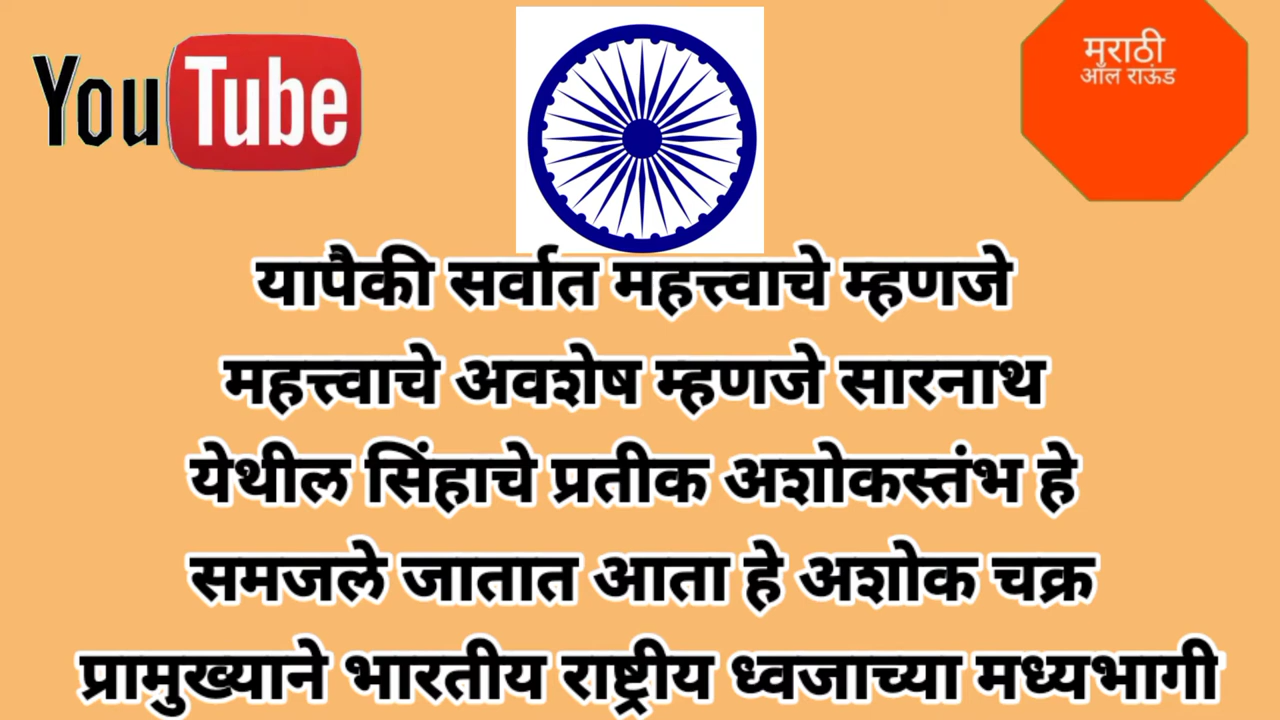 YouTube
मराठी
ऑल राऊंड
यापैकी सर्वात महत्त्वाचे म्हणजे
महत्त्वाचे अवशेष म्हणजे सारनाथ
येथील सिंहाचे प्रतीक अशोकस्तंभ हे
समजले जातात आता हे अशोक चक्र
प्रामुख्याने भारतीय राष्ट्रीय ध्वजाच्या मध्यभागी